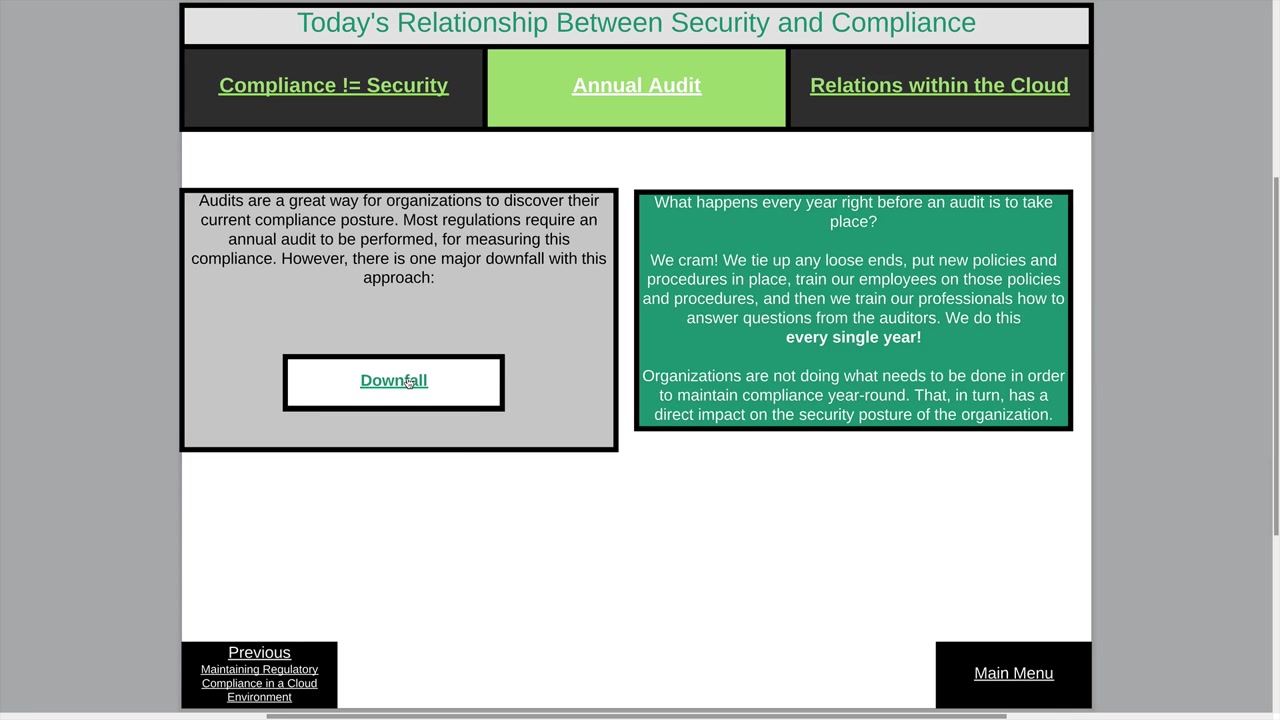 Today's Relationship Between Security and Compliance
Compliance != Security
Annual Audit
Relations within the Cloud
Audits are a great way for organizations to discover their
current compliance posture. Most regulations require an
annual audit to be performed, for measuring this
compliance. However, there is one major downfall with this
approach:
Downfall
What happens every year right before an audit is to take
place?
We cram! We tie up any loose ends, put new policies and
procedures in place, train our employees on those policies
and procedures, and then we train our professionals how to
answer questions from the auditors. We do this
every single year!
Organizations are not doing what needs to be done in order
to maintain compliance year-round. That, in turn, has a
direct impact on the security posture of the organization.
Previous
Maintaining Regulatory
Compliance in a Cloud
Environment
Main Menu